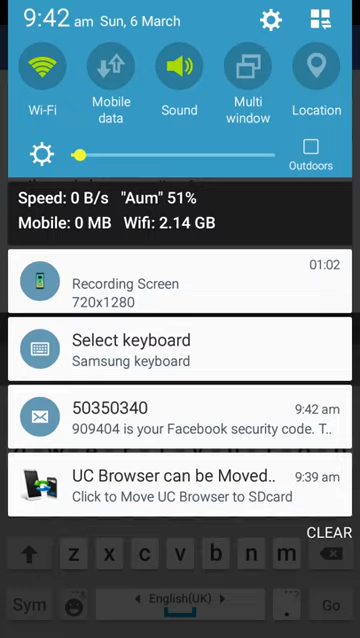 9:42 am Sun, 6 March
Wi-Fi
Mobile data
Sound
Multi window
Location
Outdoors
Speed: 0 B/s "Aum" 51%
Mobile: 0 MB Wifi: 2.14 GB
01:02
Recording Screen
720x1280
Select keyboard
Samsung keyboard
50350340 9:42 am
909404 is your Facebook security code. T..
UC Browser can be Moved.. 9:39 am
Click to Move UC Browser to SDcard
CLEAR
z x c v b n m
Sym English(UK) Go